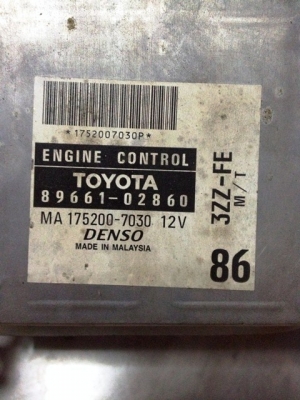 *1752007030P*
ENGINE CONTROL
TOYOTA
89661-02860
MA 175200-7030 12V
DENSO
MADE IN MALAYSIA
3ZZ-FE
M/T
86